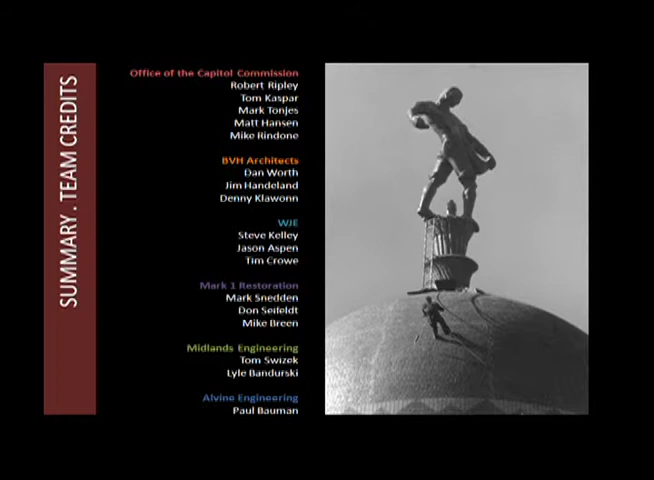 SUMMARY . TEAM CREDITS
Office of the Capitol Commission
Robert Ripley
Tom Kaspar
Mark Tonjes
Matt Hansen
Mike Rindone
BVH Architects
Dan Worth
Jim Handeland
Denny Klawonn
WJE
Steve Kelley
Jason Aspen
Tim Crowe
Mark 1 Restoration
Mark Snedden
Don Seifeldt
Mike Breen
Midlands Engineering
Tom Swizek
Lyle Bandurski
Alvine Engineering
Paul Bauman